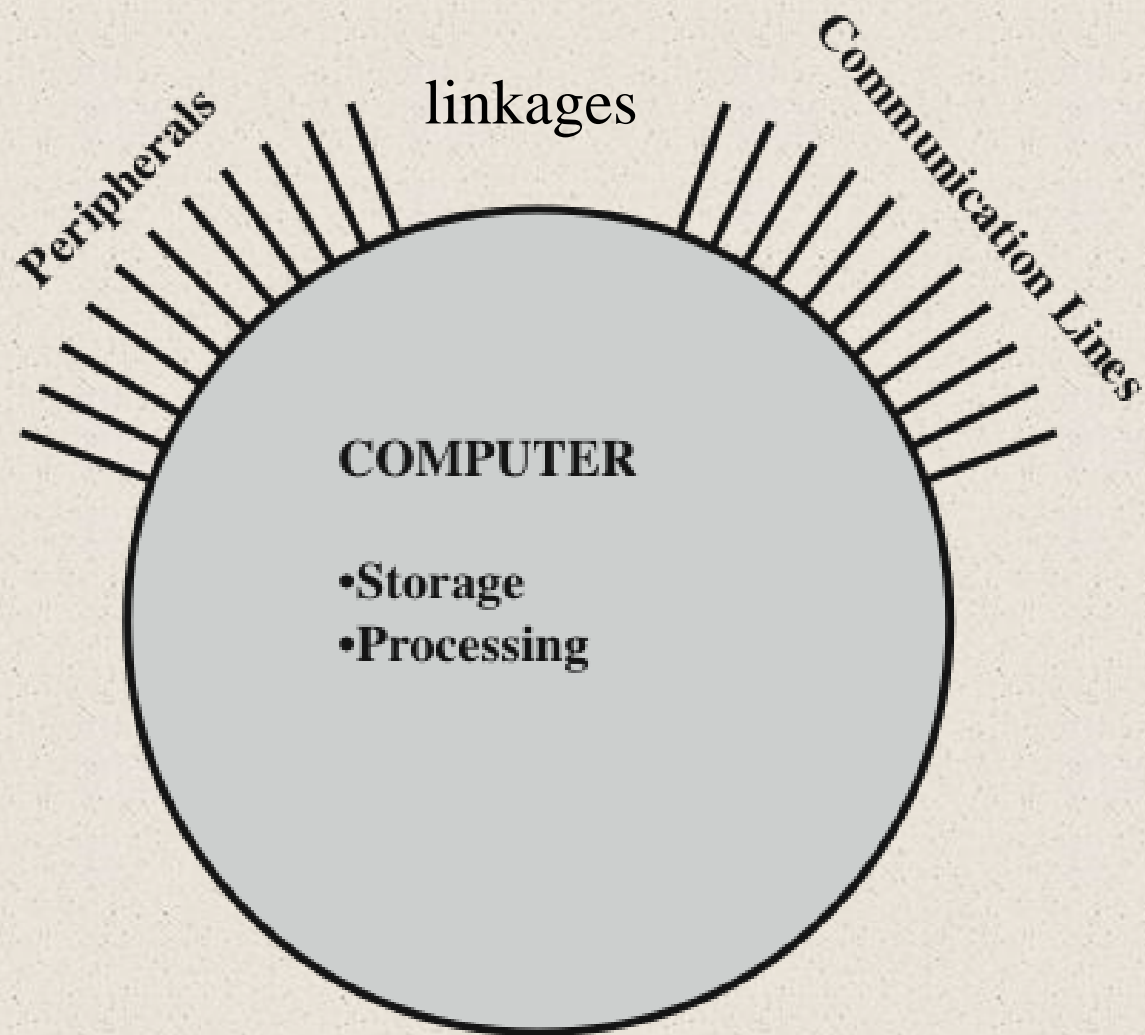 Peripherals
linkages
Communication Lines
COMPUTER
•Storage
•Processing